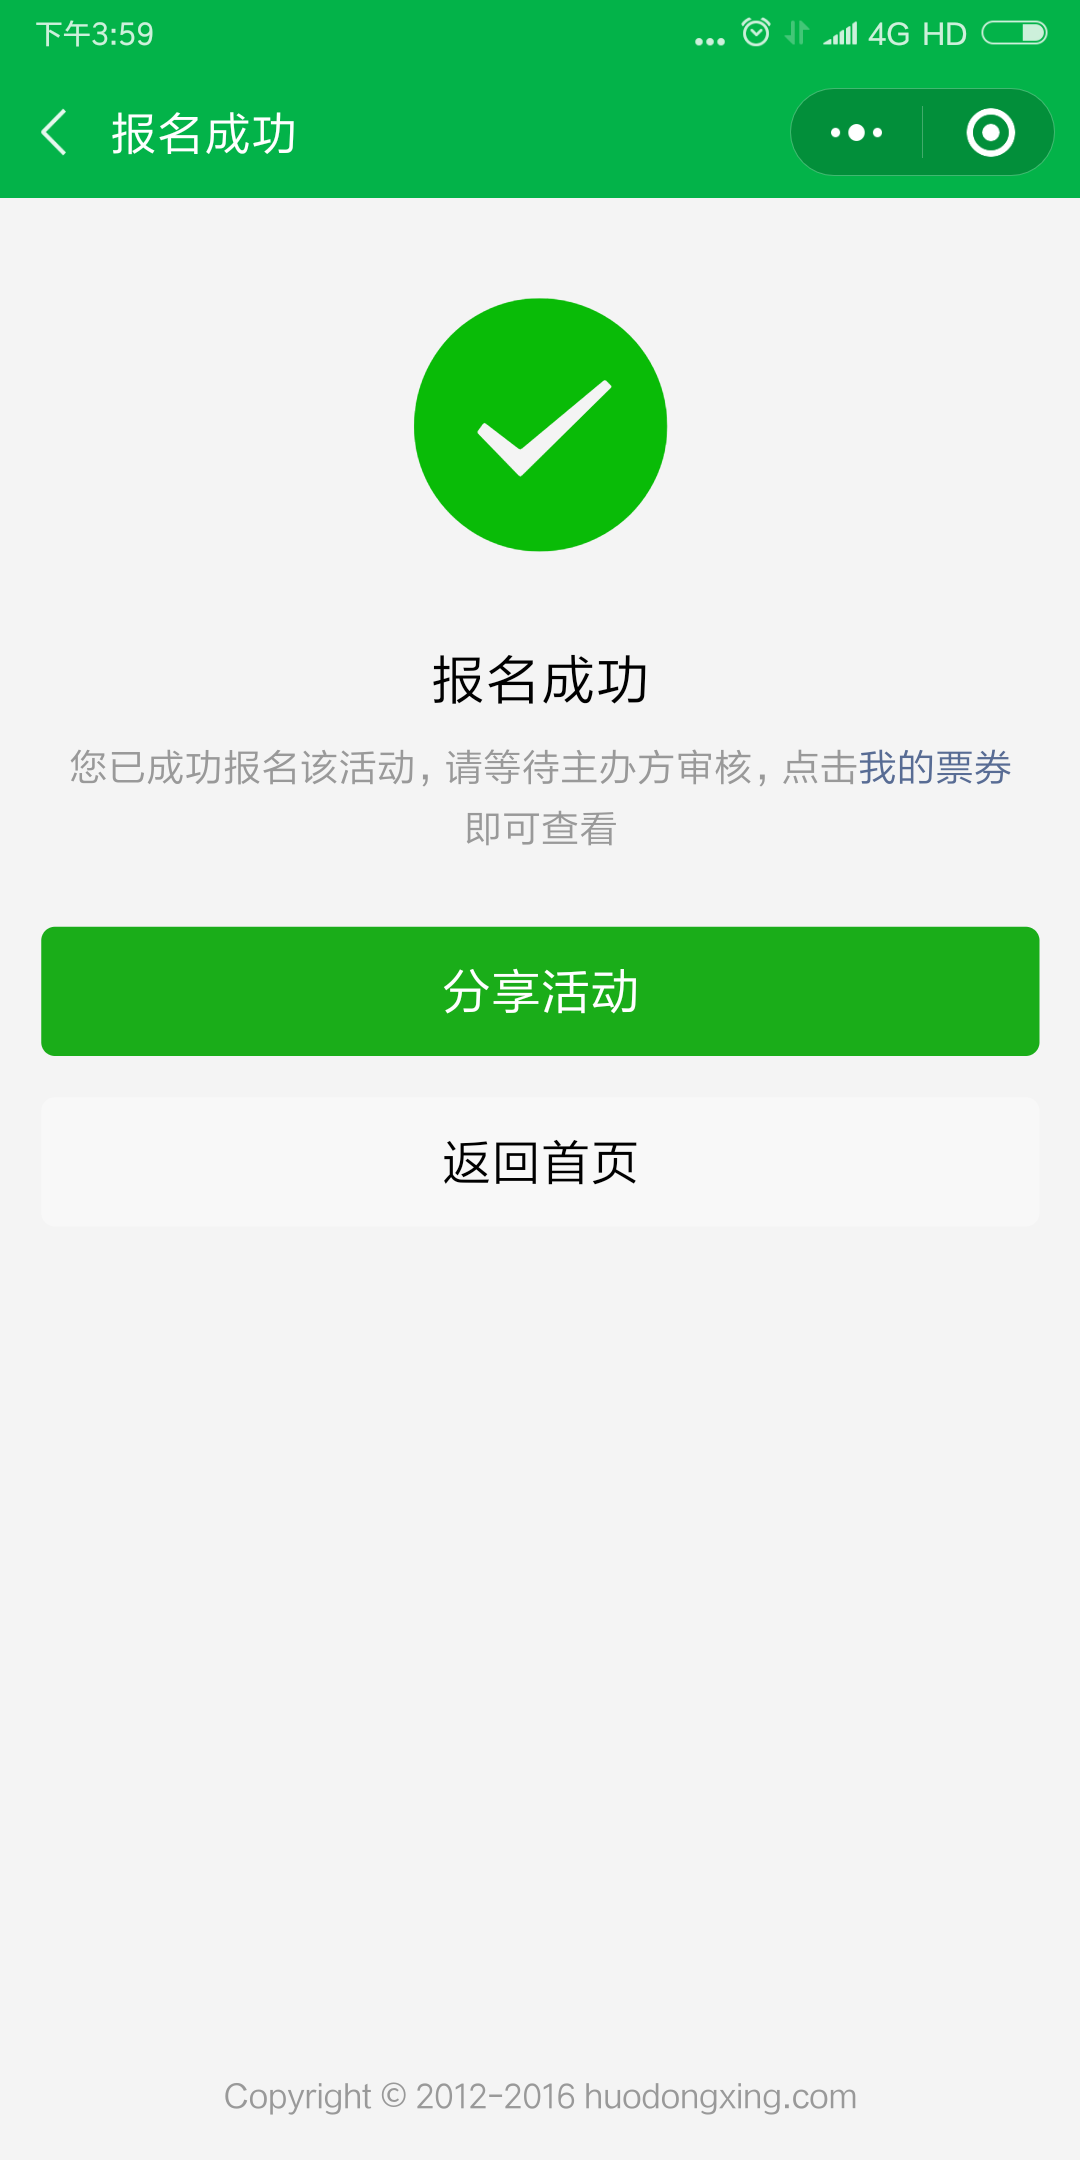 下午3:59
4G HD
报名成功
报名成功
您已成功报名该活动，请等待主办方审核，点击我的票券
即可查看
分享活动
返回首页
Copyright © 2012-2016 huodongxing.com